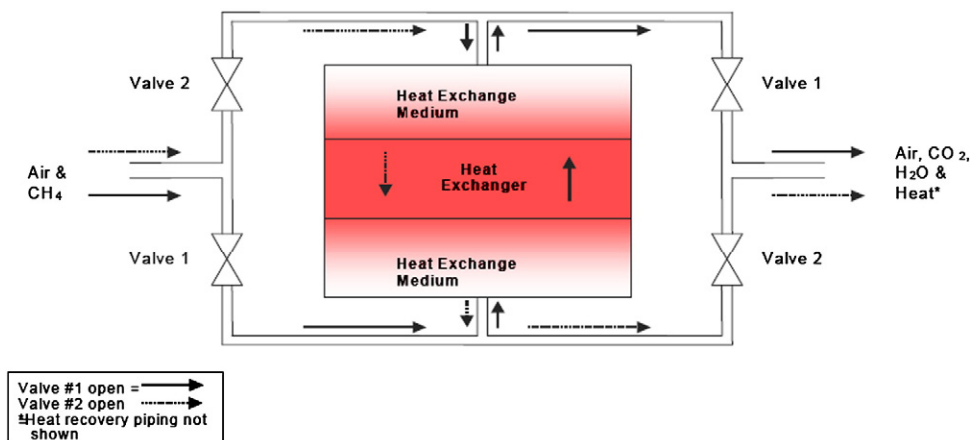 Valve 2
Valve 1
Heat Exchange
Medium
Air &
CH₄
Heat
Exchanger
Air, CO₂,
H₂O &
Heat*
Valve 1
Valve 2
Heat Exchange
Medium
Valve #1 open =
Valve #2 open
*Heat recovery piping not
shown